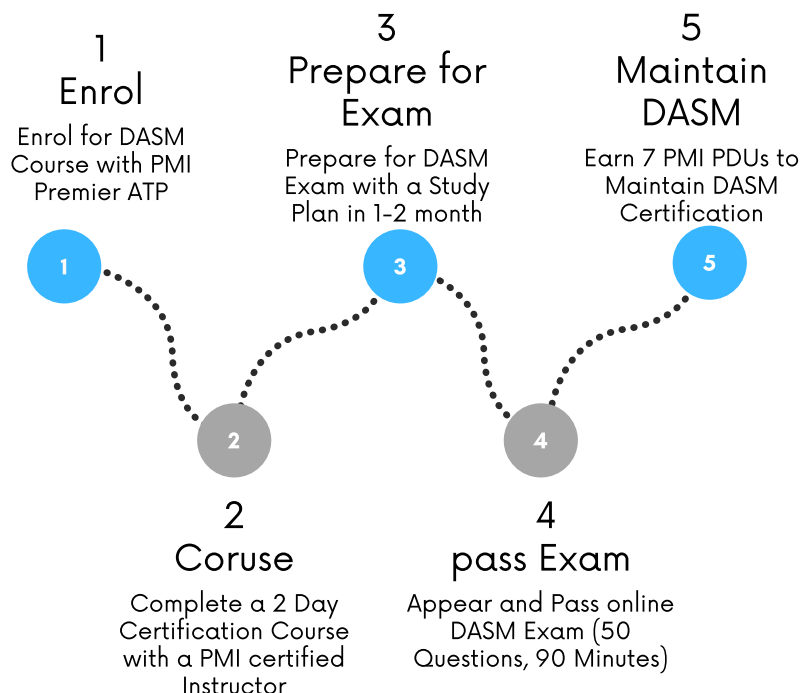 1
Enrol
Enrol for DASM
Course with PMI
Premier ATP
1
2
2
Coruse
Complete a 2 Day
Certification Course
with a PMI certified
Instructor
3
Prepare for
Exam
Prepare for DASM
Exam with a Study
Plan in 1-2 month
3
4
4
pass Exam
Appear and Pass online
DASM Exam (50
Questions, 90 Minutes)
5
Maintain
DASM
Earn 7 PMI PDUs to
Maintain DASM
Certification
5